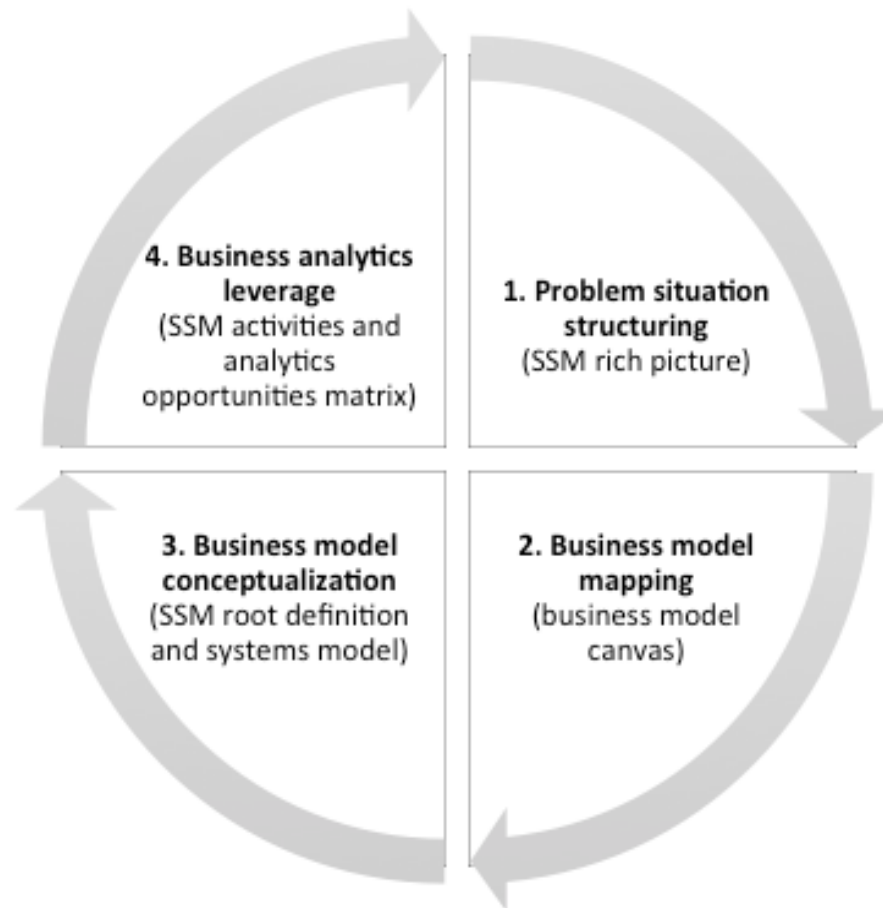 1. Problem situation
structuring
(SSM rich picture)
2. Business model
mapping
(business model
canvas)
3. Business model
conceptualization
(SSM root definition
and systems model)
4. Business analytics
leverage
(SSM activities and
analytics
opportunities matrix)